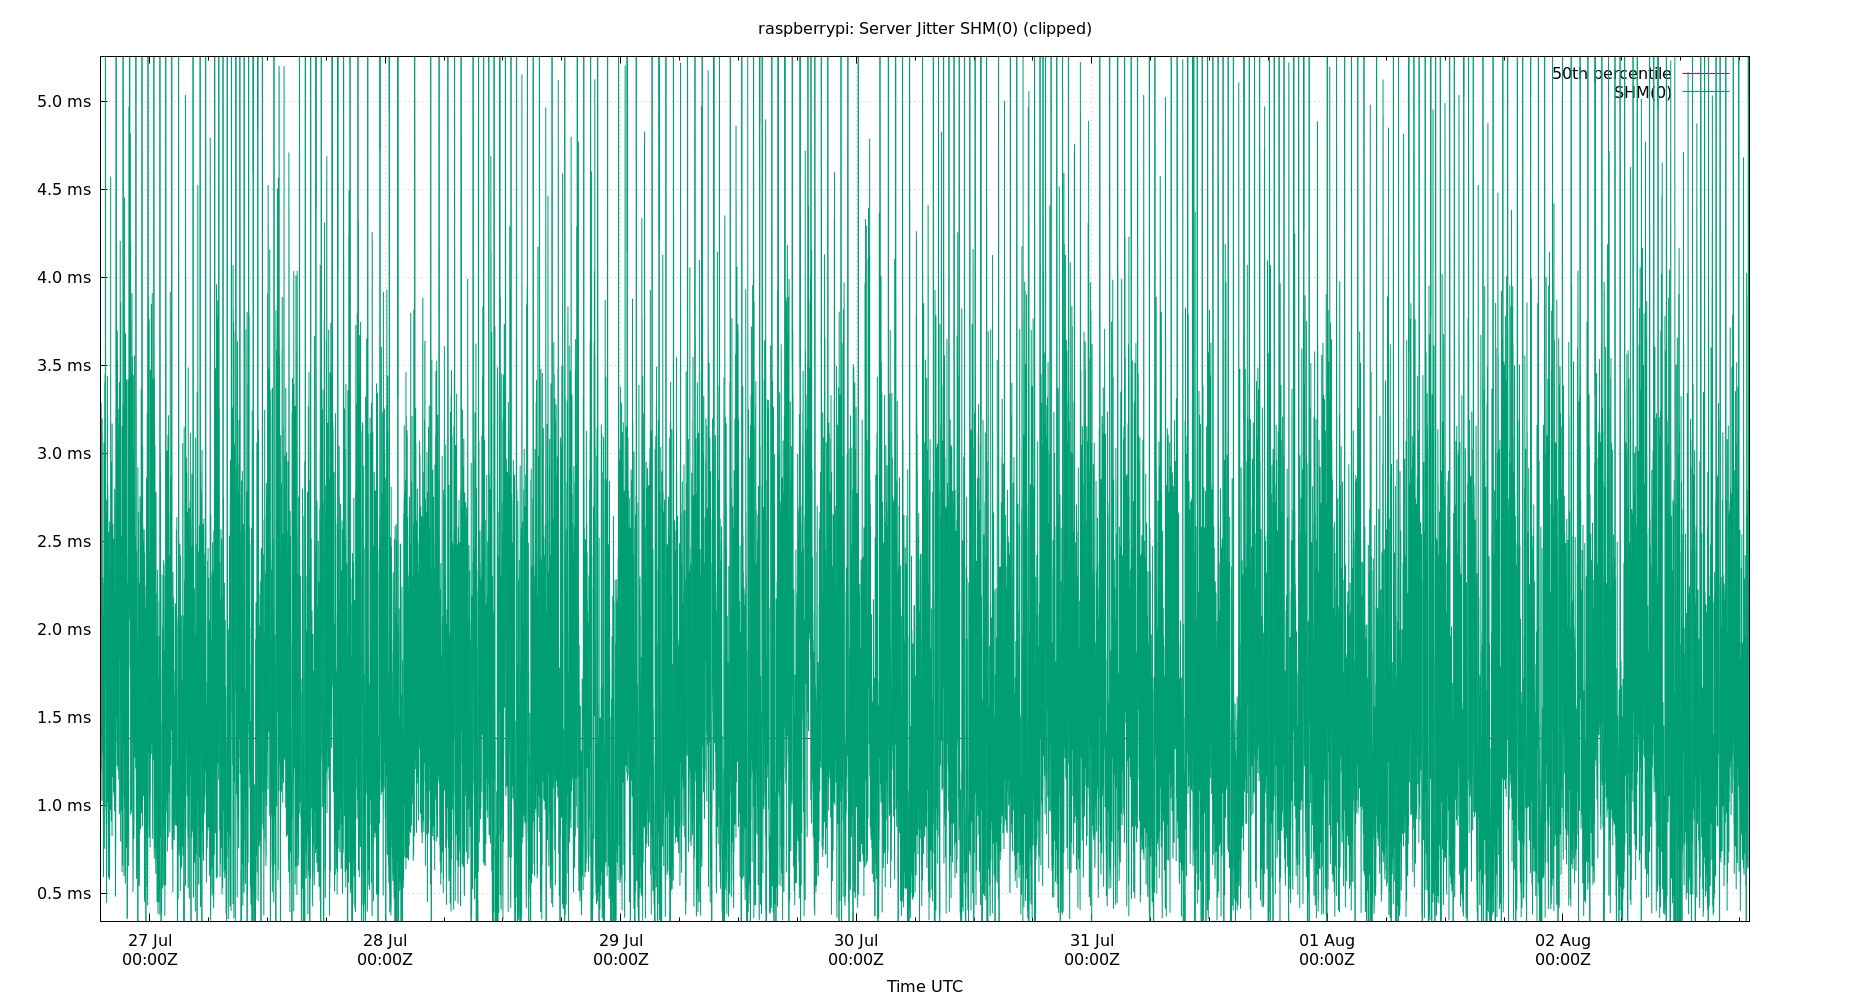 raspberrypi: Server Jitter SHM(0) (clipped)
50th percentile
SHM(0)
5.0 ms
4.5 ms
4.0 ms
3.5 ms
3.0 ms
2.5 ms
2.0 ms
1.5 ms
1.0 ms
0.5 ms
27 Jul 28 Jul 29 Jul 30 Jul 31 Jul 01 Aug 02 Aug
00:00Z 00:00Z 00:00Z 00:00Z 00:00Z 00:00Z 00:00Z
Time UTC